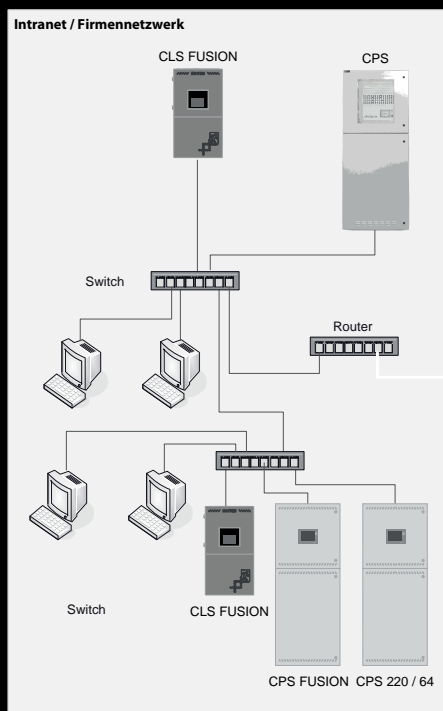 Intranet / Firmennetzwerk
CLS FUSION
CPS
Switch
Router
Switch
CLS FUSION
CPS FUSION
CPS 220 / 64